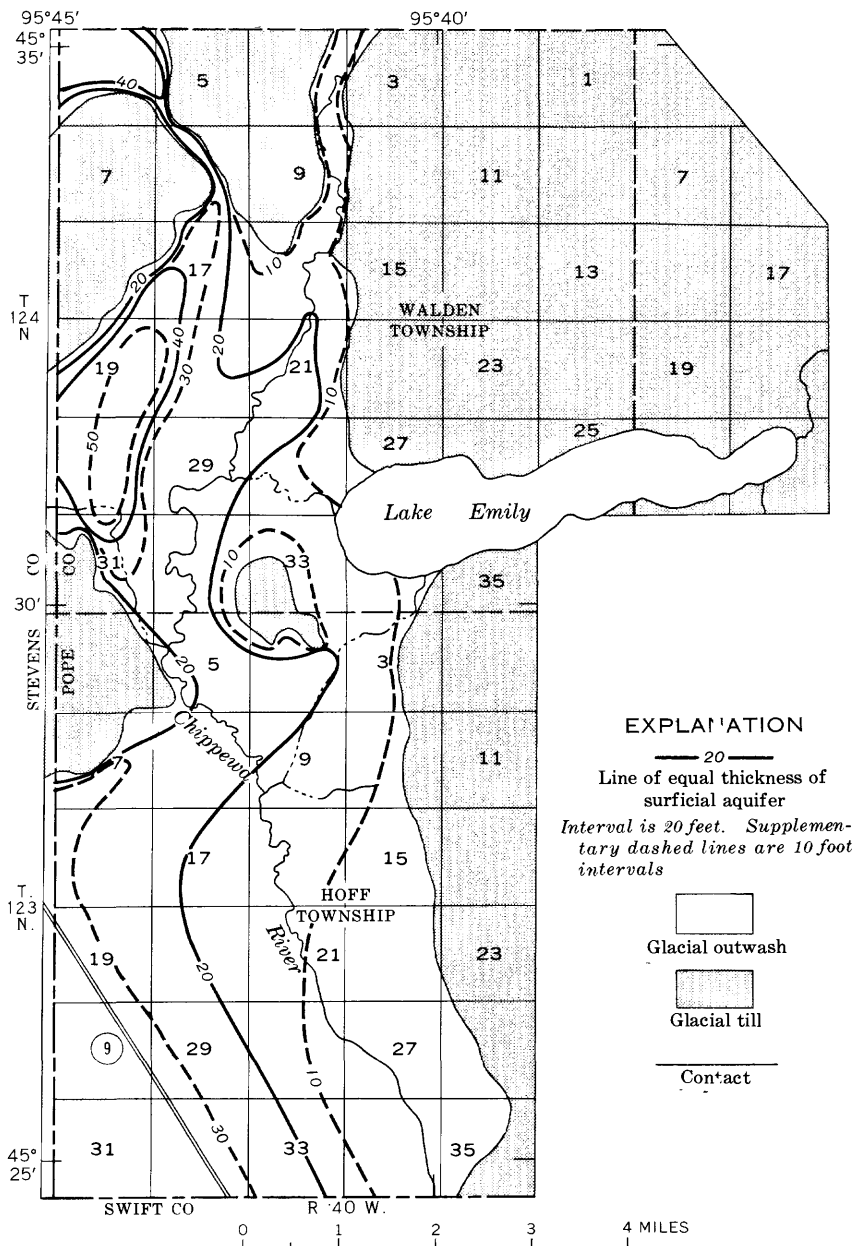 95°45'
95°40'
45°
35'
5
3
1
40
7
9
11
7
10
17
15
13
17
20
T
124
N
WALDEN
TOWNSHIP
20
40
30
19
21
23
19
10
50
29
27
25
Lake Emily
10
31
33
35
STEVENS CO
POPE CO
30'
20
5
3
Chippewa
7
9
11
17
15
T.
123
N.
HOFF
TOWNSHIP
River
19
21
23
20
9
29
27
10
30
31
33
35
45°
25'
SWIFT CO
R 40 W.
0 1 2 3 4 MILES
EXPLANATION
20
Line of equal thickness of
surficial aquifer
Interval is 20 feet. Supplemen-
tary dashed lines are 10 foot
intervals
Glacial outwash
Glacial till
Contact